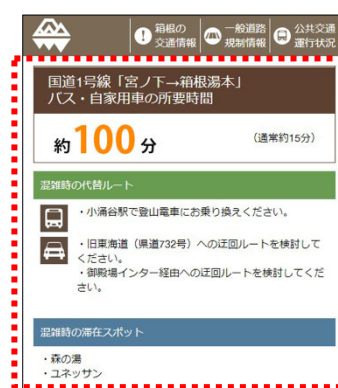 箱根の
交通情報
一般道路
規制情報
公共交通
運行状況
国道1号線「宮ノ下→箱根湯本」
バス・自家用車の所要時間
約100分 （通常約15分）
混雑時の代替ルート
・小涌谷駅で登山電車にお乗り換えください。
・旧東海道（県道732号）への迂回ルートを検討して
ください。
・御殿場インター経由への迂回ルートを検討してくだ
さい。
混雑時の滞在スポット
・森の湯
・ユネッサン